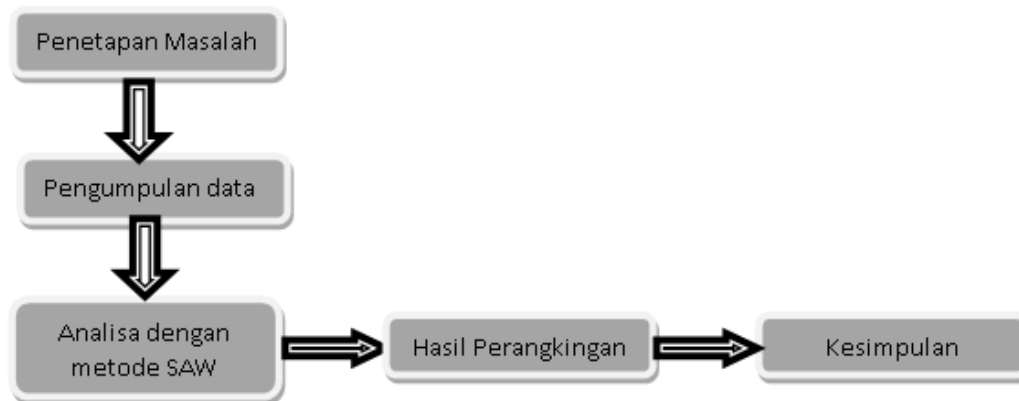 Penetapan Masalah
Pengumpulan data
Analisa dengan
metode SAW
Hasil Perangkingan
Kesimpulan